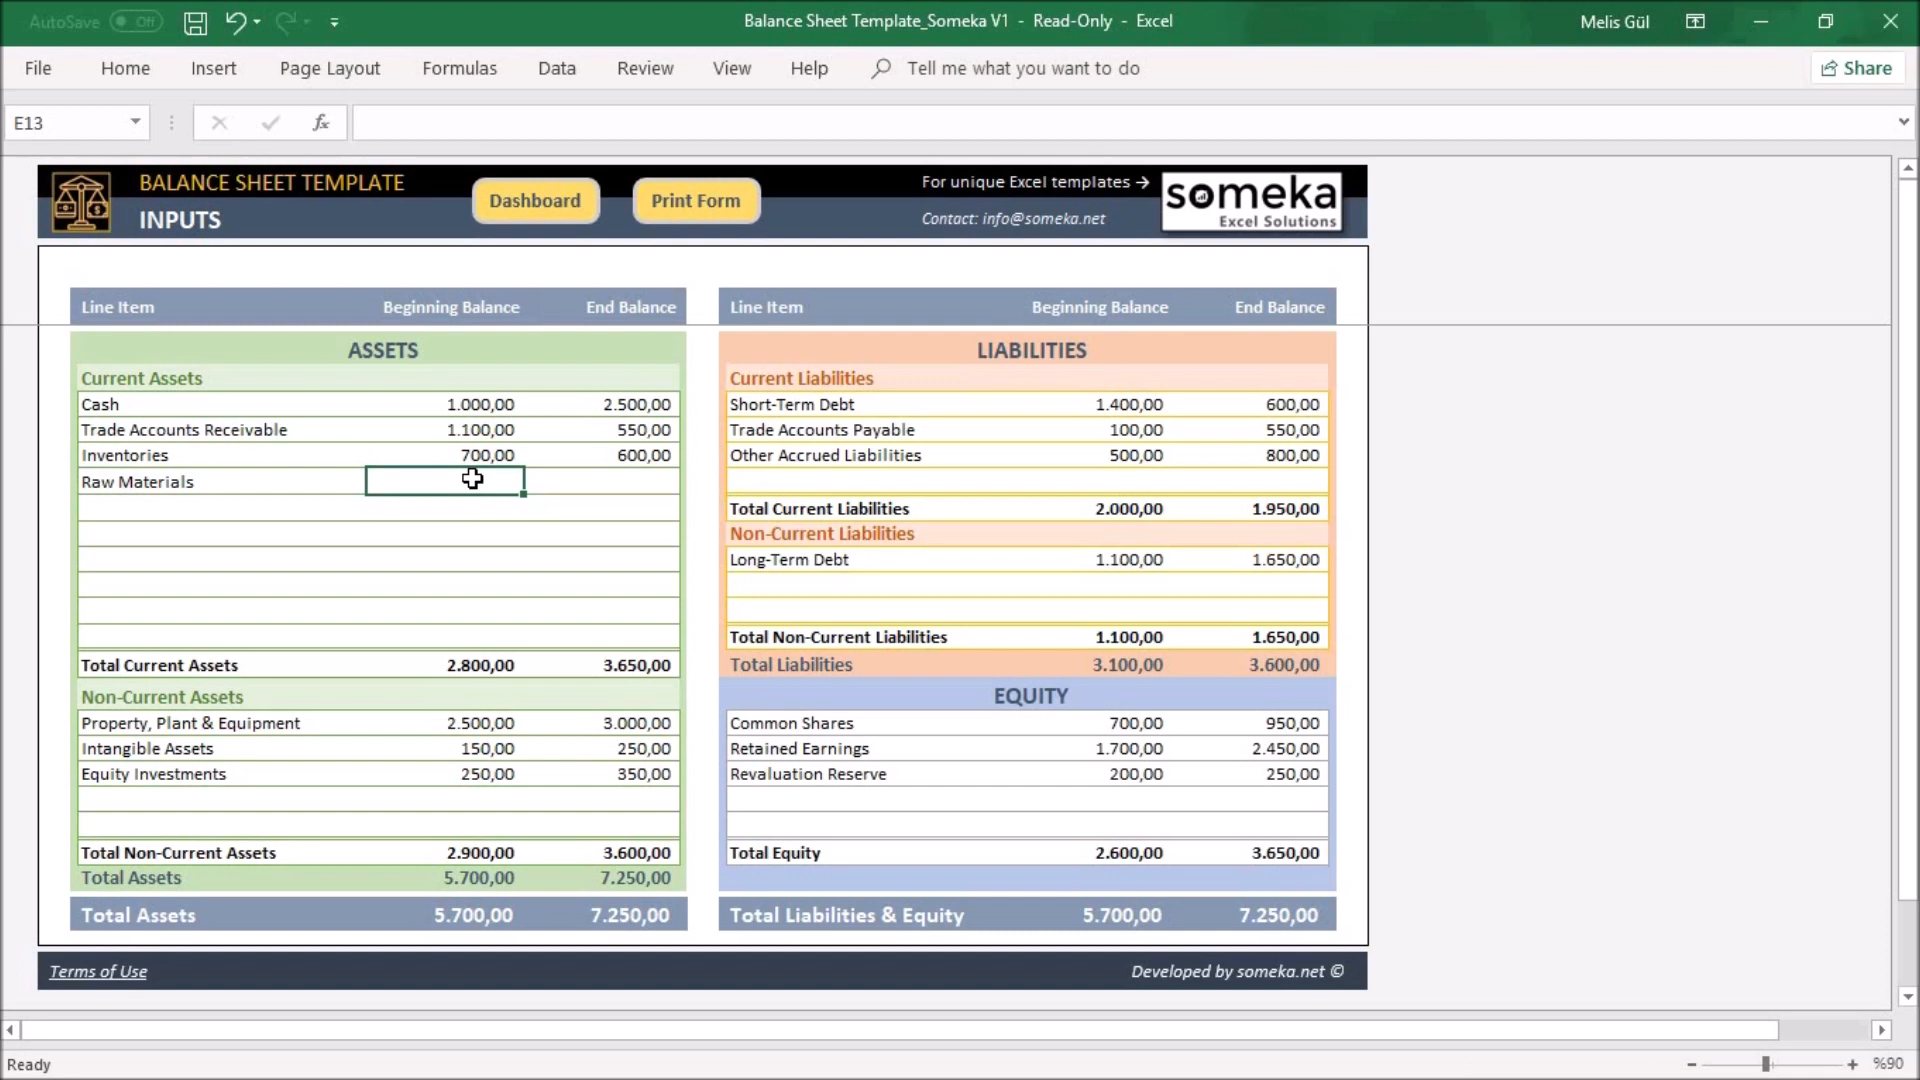 AutoSave Off
Balance Sheet Template_Someka V1 - Read-Only - Excel
Melis Gül
File Home Insert Page Layout Formulas Data Review View Help Tell me what you want to do Share
E13 fx
BALANCE SHEET TEMPLATE
INPUTS
Dashboard
Print Form
For unique Excel templates →
Contact: info@someka.net
someka
Excel Solutions
Line Item Beginning Balance End Balance
ASSETS
Current Assets
Cash 1.000,00 2.500,00
Trade Accounts Receivable 1.100,00 550,00
Inventories 700,00 600,00
Raw Materials
Total Current Assets 2.800,00 3.650,00
Non-Current Assets
Property, Plant & Equipment 2.500,00 3.000,00
Intangible Assets 150,00 250,00
Equity Investments 250,00 350,00
Total Non-Current Assets 2.900,00 3.600,00
Total Assets 5.700,00 7.250,00
Total Assets 5.700,00 7.250,00
Line Item Beginning Balance End Balance
LIABILITIES
Current Liabilities
Short-Term Debt 1.400,00 600,00
Trade Accounts Payable 100,00 550,00
Other Accrued Liabilities 500,00 800,00
Total Current Liabilities 2.000,00 1.950,00
Non-Current Liabilities
Long-Term Debt 1.100,00 1.650,00
Total Non-Current Liabilities 1.100,00 1.650,00
Total Liabilities 3.100,00 3.600,00
EQUITY
Common Shares 700,00 950,00
Retained Earnings 1.700,00 2.450,00
Revaluation Reserve 200,00 250,00
Total Equity 2.600,00 3.650,00
Total Liabilities & Equity 5.700,00 7.250,00
Terms of Use
Developed by someka.net ©
Ready
%90